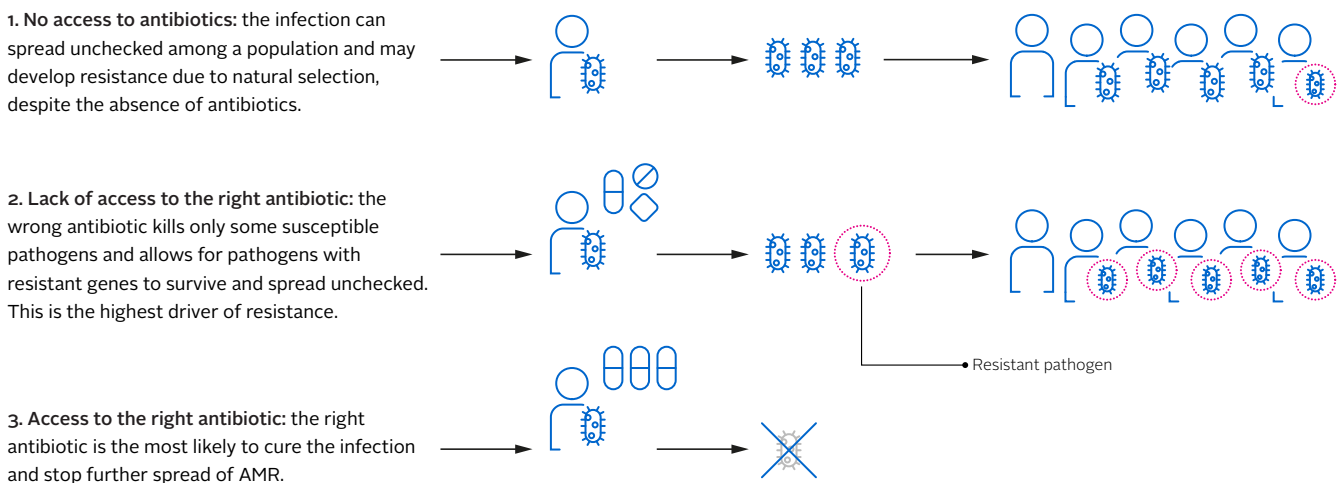 1. No access to antibiotics: the infection can
spread unchecked among a population and may
develop resistance due to natural selection,
despite the absence of antibiotics.
2. Lack of access to the right antibiotic: the
wrong antibiotic kills only some susceptible
pathogens and allows for pathogens with
resistant genes to survive and spread unchecked.
This is the highest driver of resistance.
Resistant pathogen
3. Access to the right antibiotic: the right
antibiotic is the most likely to cure the infection
and stop further spread of AMR.